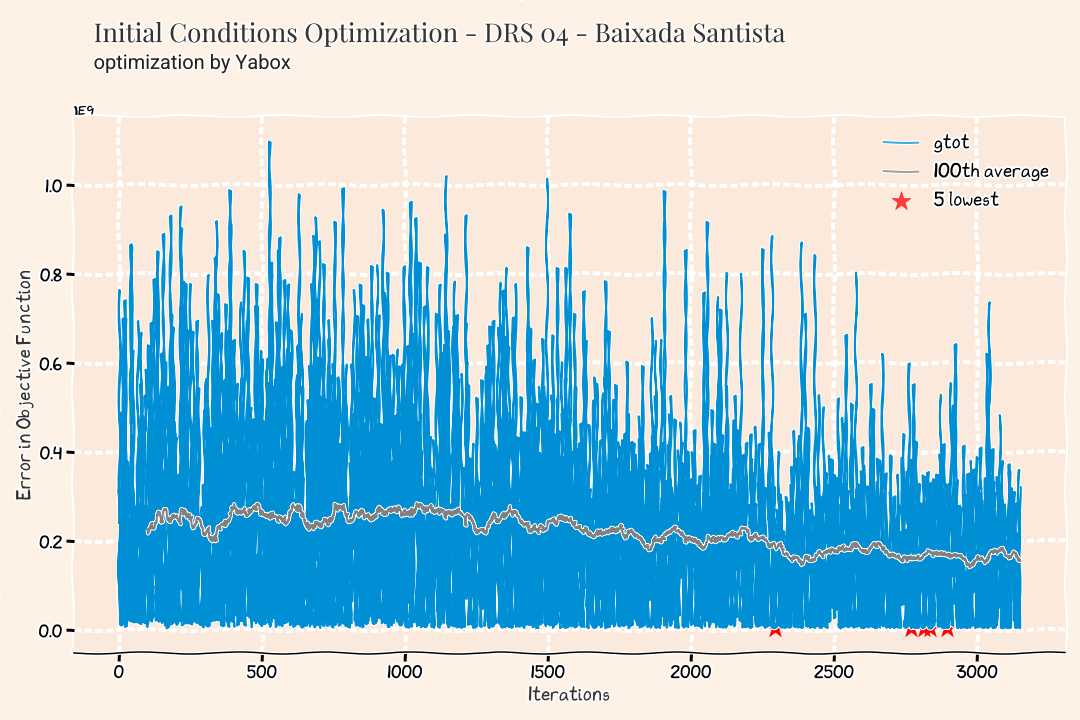 Initial Conditions Optimization - DRS 04 - Baixada Santista
optimization by Yabox
1E9
gtot
100th average
5 lowest
1.0
0.8
0.6
0.4
0.2
0.0
Error in Objective Function
0 500 1000 1500 2000 2500 3000
Iterations